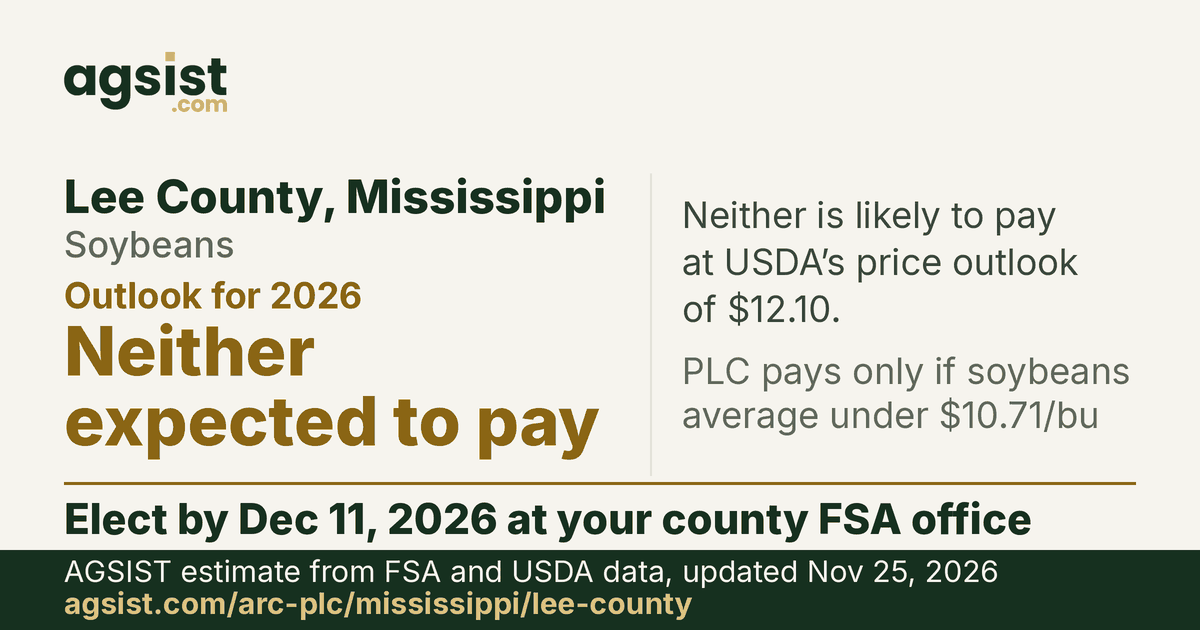 agsist
.com
Lee County, Mississippi
Soybeans
Outlook for 2026
Neither
expected to pay
Neither is likely to pay
at USDA’s price outlook
of $12.10.
PLC pays only if soybeans
average under $10.71/bu
Elect by Dec 11, 2026 at your county FSA office
AGSIST estimate from FSA and USDA data, updated Nov 25, 2026
agsist.com/arc-plc/mississippi/lee-county